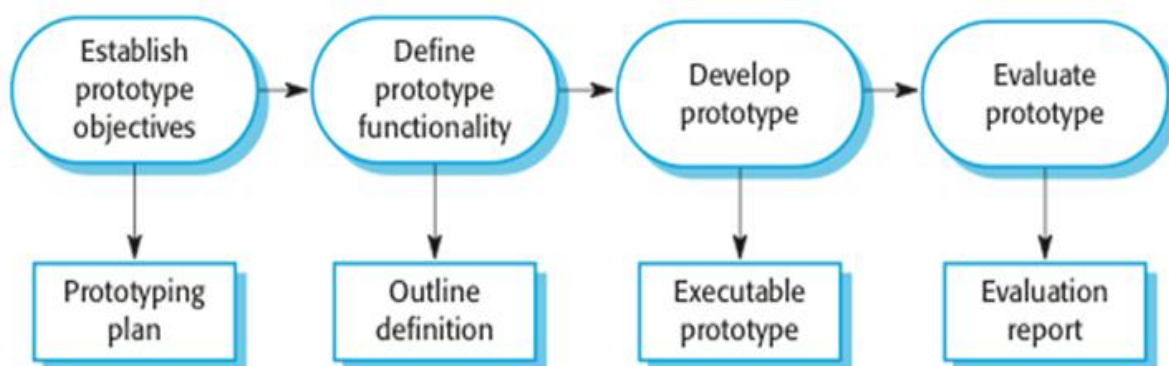 Establish
prototype
objectives
Define
prototype
functionality
Develop
prototype
Evaluate
prototype
Prototyping
plan
Outline
definition
Executable
prototype
Evaluation
report